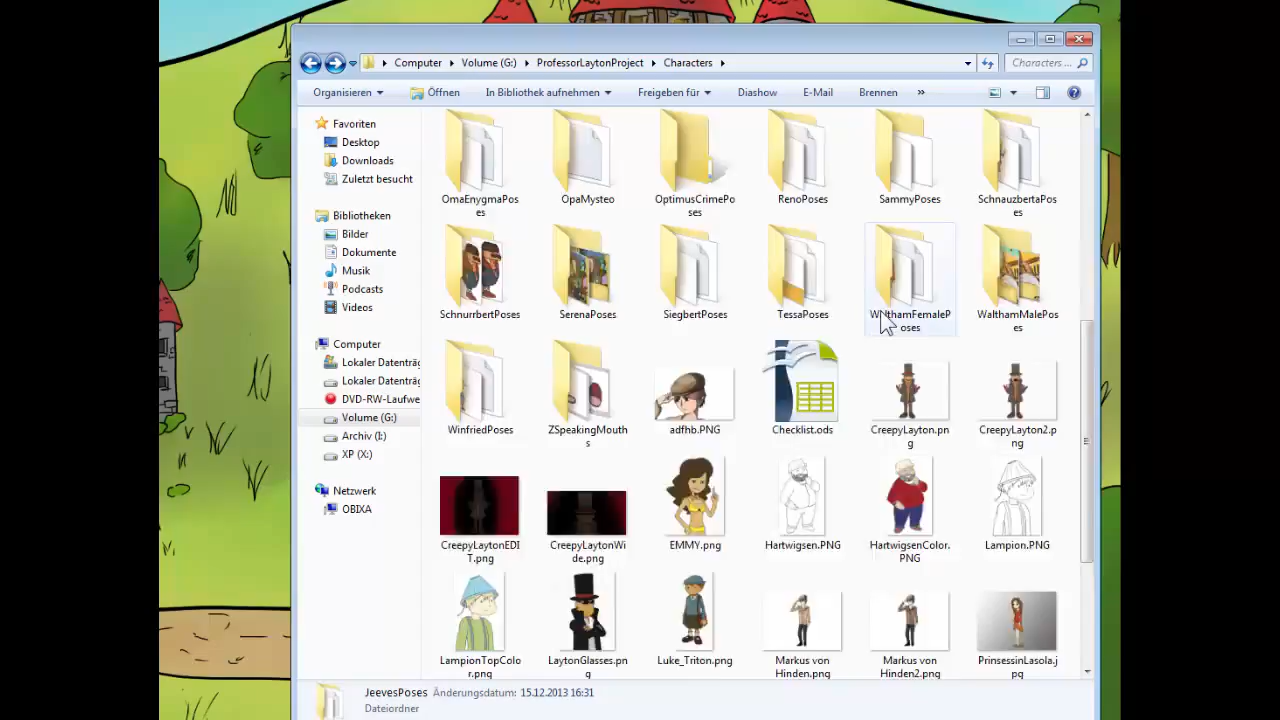 Computer
Volume (G:)
ProfessorLaytonProject
Characters
Characters ...
Organisieren
Öffnen
In Bibliothek aufnehmen
Freigeben für
Diashow
E-Mail
Brennen
»
Favoriten
Desktop
Downloads
Zuletzt besucht
Bibliotheken
Bilder
Dokumente
Musik
Podcasts
Videos
Computer
Lokaler Datenträg
Lokaler Datenträg
DVD-RW-Laufwe
Volume (G:)
Archiv (I:)
XP (X:)
Netzwerk
OBIXA
OmaEnygmaPos
es
OpaMysteo
OptimusCrimePo
ses
RenoPoses
SammyPoses
SchnauzbertaPos
es
SchnurrbertPoses
SerenaPoses
SiegbertPoses
TessaPoses
WalthamFemaleP
oses
WalthamMalePos
es
WinfriedPoses
ZSpeakingMouth
s
adfhb.PNG
Checklist.ods
CreepyLayton.pn
g
CreepyLayton2.p
ng
CreepyLaytonEDI
T.png
CreepyLaytonWi
de.png
EMMY.png
Hartwigsen.PNG
HartwigsenColor.
PNG
Lampion.PNG
LampionTopColo
r.png
LaytonGlasses.pn
g
Luke_Triton.png
Markus von
Hinden.png
Markus von
Hinden2.png
PrinsessinLasola.j
pg
JeevesPoses Änderungsdatum: 15.12.2013 16:31
Dateiordner